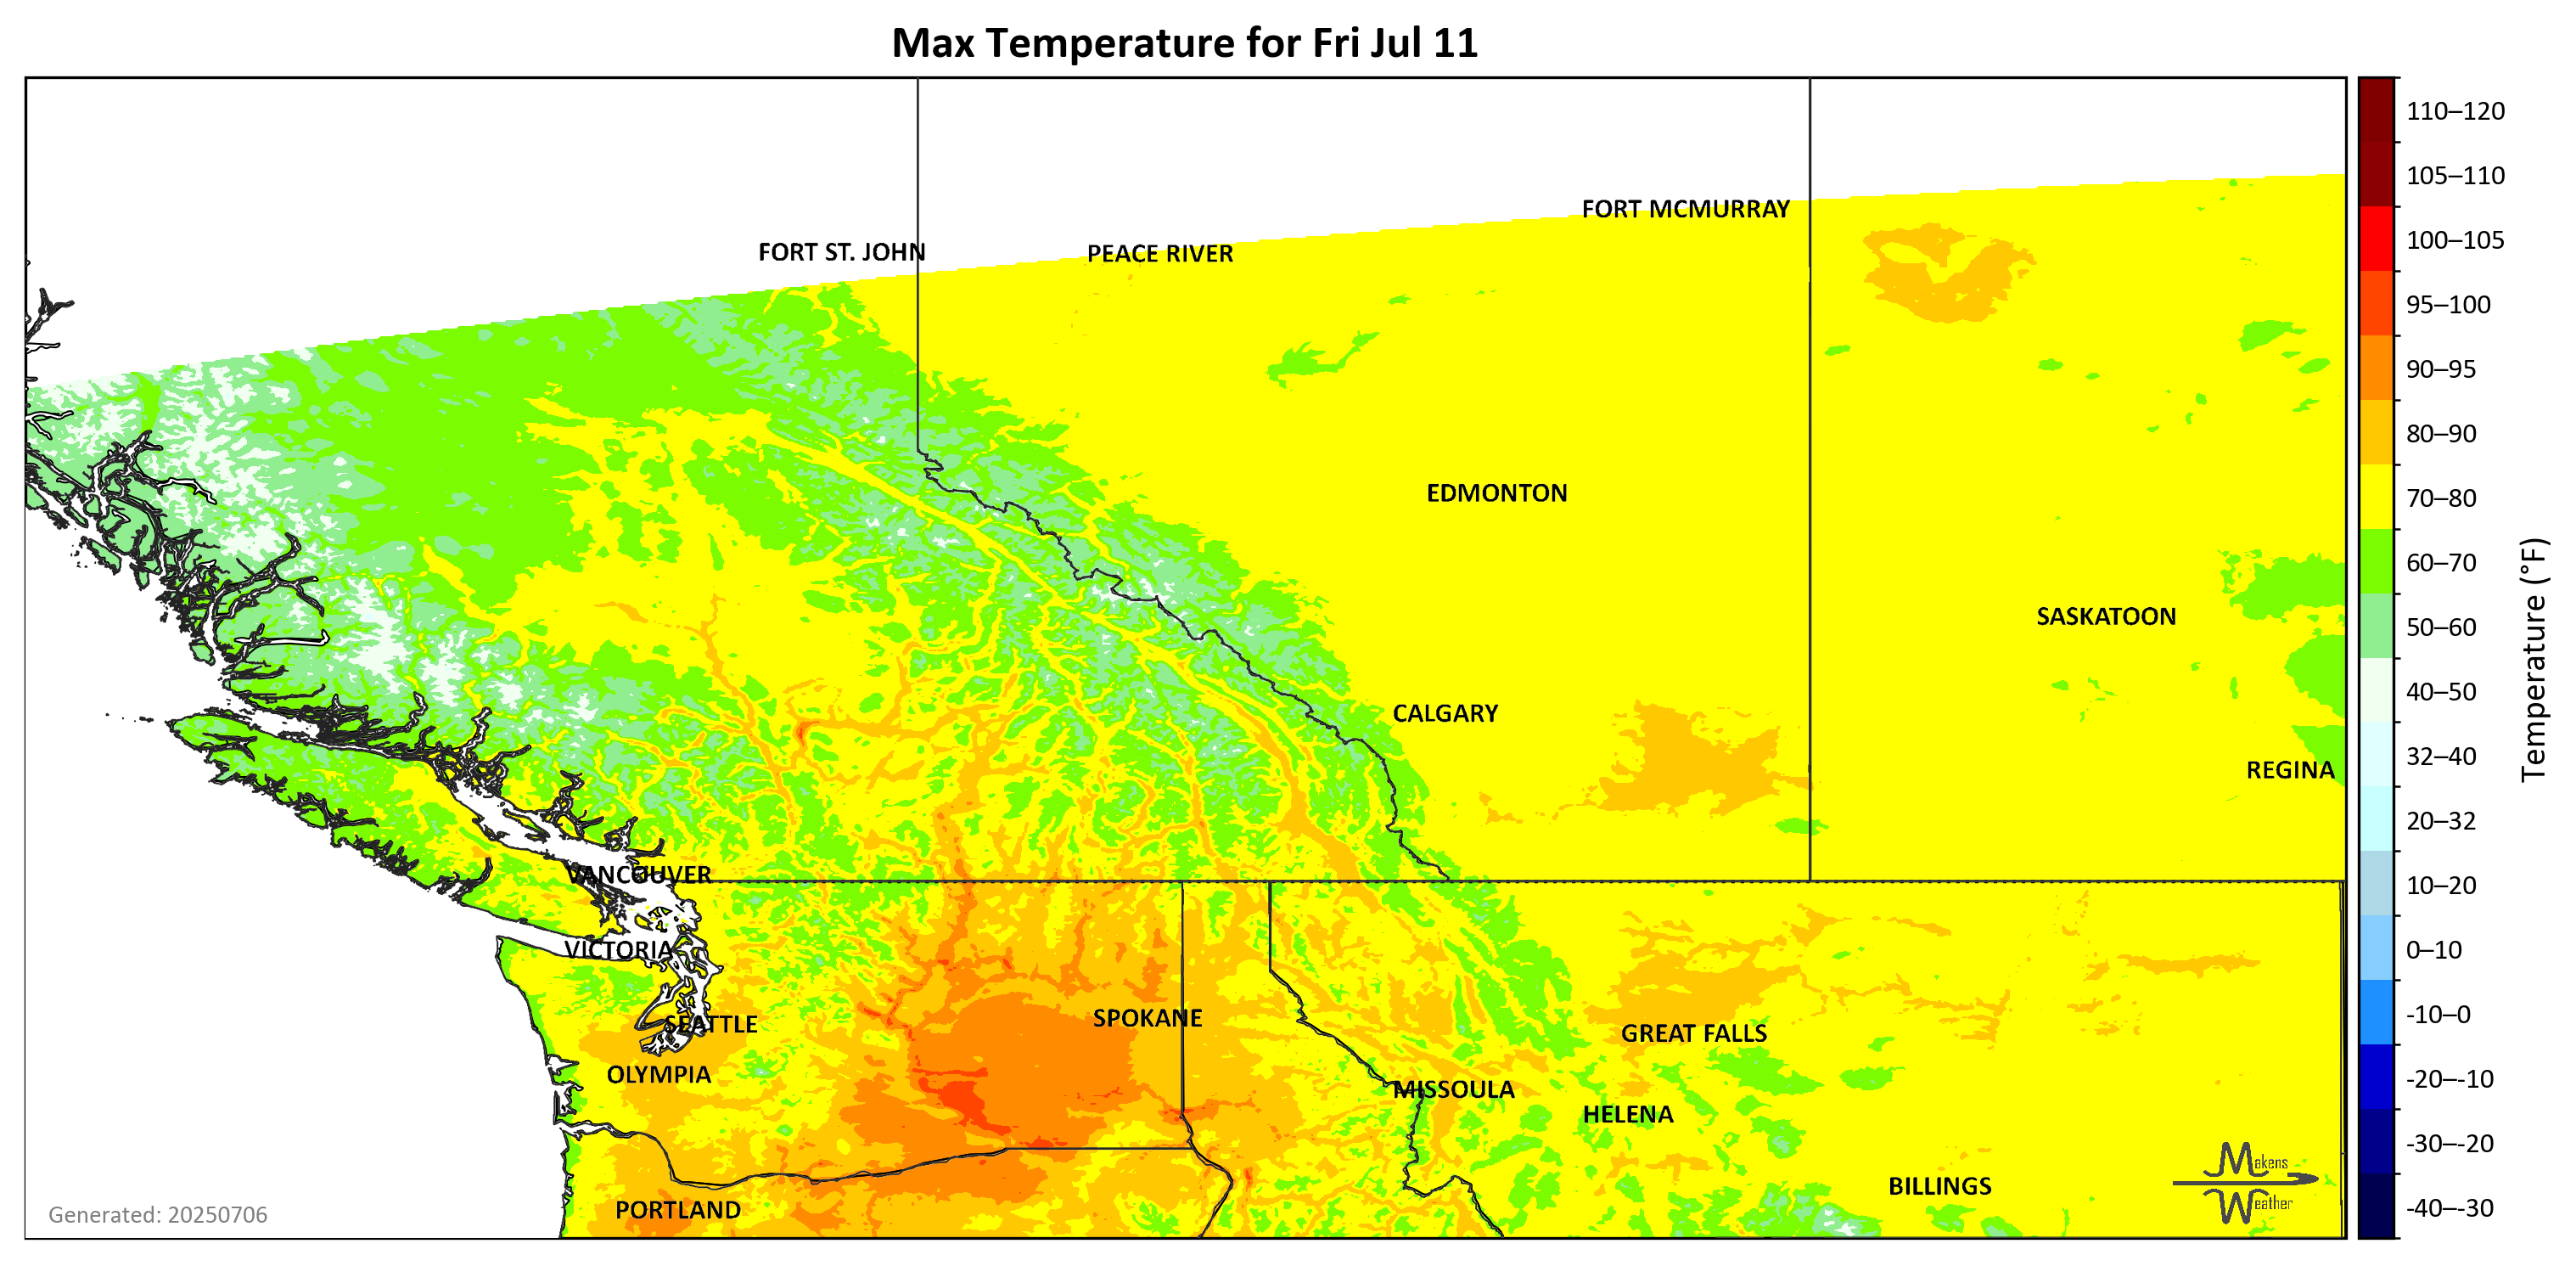 Max Temperature for Fri Jul 11
FORT MCMURRAY
FORT ST. JOHN
PEACE RIVER
EDMONTON
SASKATOON
CALGARY
REGINA
VANCOUVER
VICTORIA
SEATTLE
SPOKANE
GREAT FALLS
OLYMPIA
MISSOULA
HELENA
BILLINGS
PORTLAND
Makens
Weather
Generated: 20250706
110–120
105–110
100–105
95–100
90–95
80–90
70–80
60–70
50–60
40–50
32–40
20–32
10–20
0–10
-10–0
-20–-10
-30–-20
-40–-30
Temperature (°F)